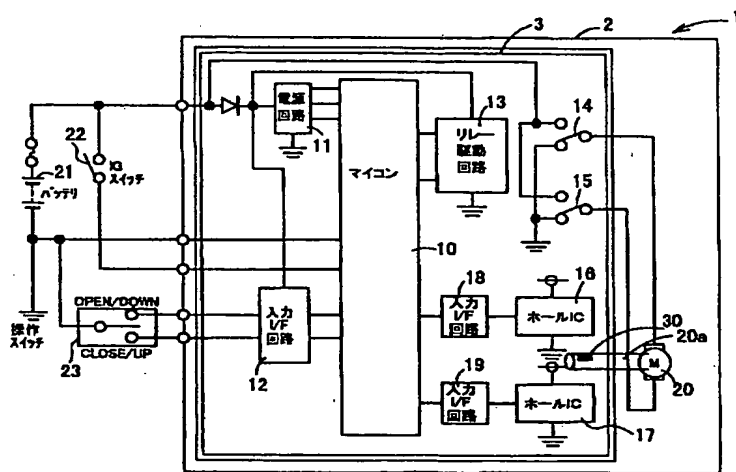 1
2
3
電源
回路
11
13
リレー
駆動
回路
14
22
IG
スイッチ
21
バッテリ
マイコン
15
10
18
16
入力
I/F
回路
ホールIC
OPEN/DOWN
操作
スイッチ
23
CLOSE/UP
入力
I/F
回路
12
30
20a
M
20
19
入力
I/F
回路
ホールIC
17